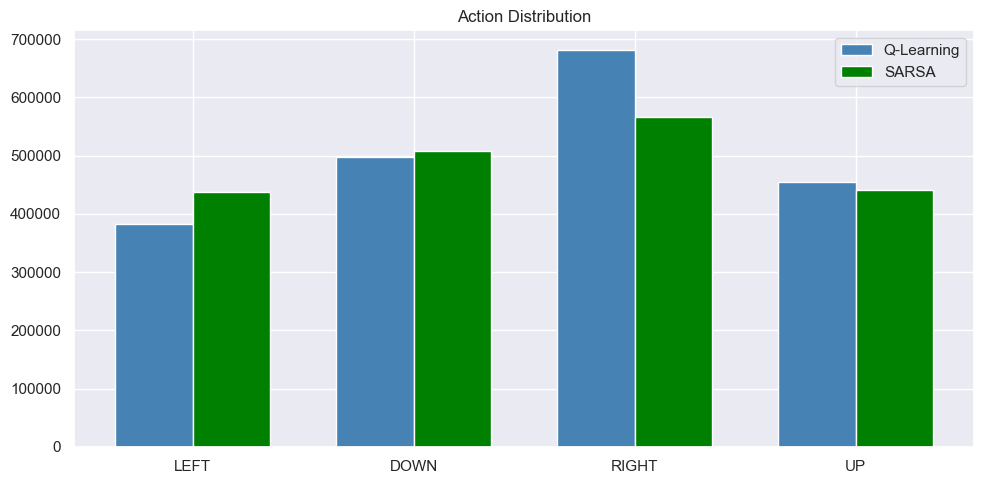 Action Distribution
700000
600000
500000
400000
300000
200000
100000
0
LEFT
DOWN
RIGHT
UP
Q-Learning
SARSA